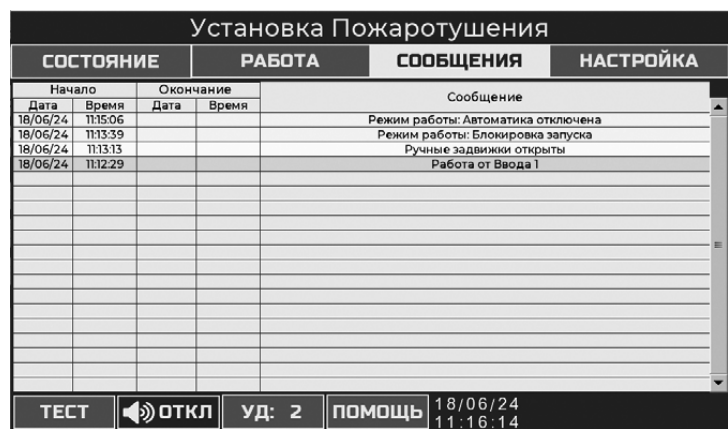 Установка Пожаротушения
СОСТОЯНИЕ РАБОТА СООБЩЕНИЯ НАСТРОЙКА
Начало Окончание Сообщение
Дата Время Дата Время
18/06/24 11:15:06 Режим работы: Автоматика отключена
18/06/24 11:13:39 Режим работы: Блокировка запуска
18/06/24 11:13:13 Ручные задвижки открыты
18/06/24 11:12:29 Работа от Ввода 1
ТЕСТ ОТКЛ УД: 2 ПОМОЩЬ 18/06/24
11:16:14